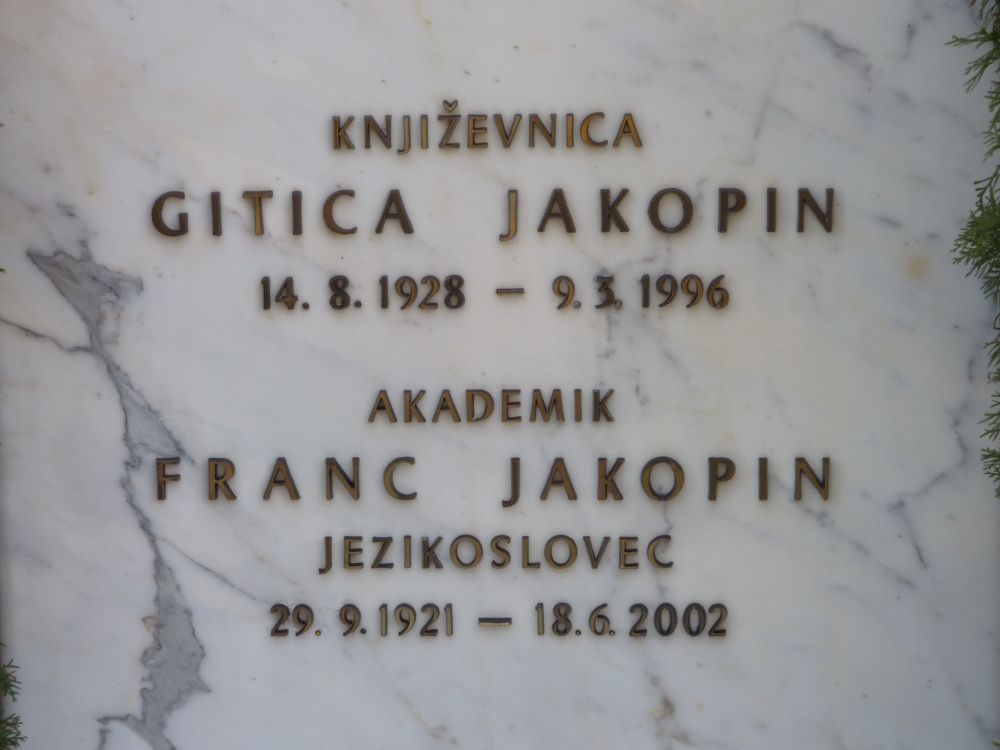 KNJIŽEVNICA
GITICA JAKOPIN
14. 8. 1928 – 9. 3. 1996
AKADEMIK
FRANC JAKOPIN
JEZIKOSLOVEC
29. 9. 1921 – 18. 6. 2002